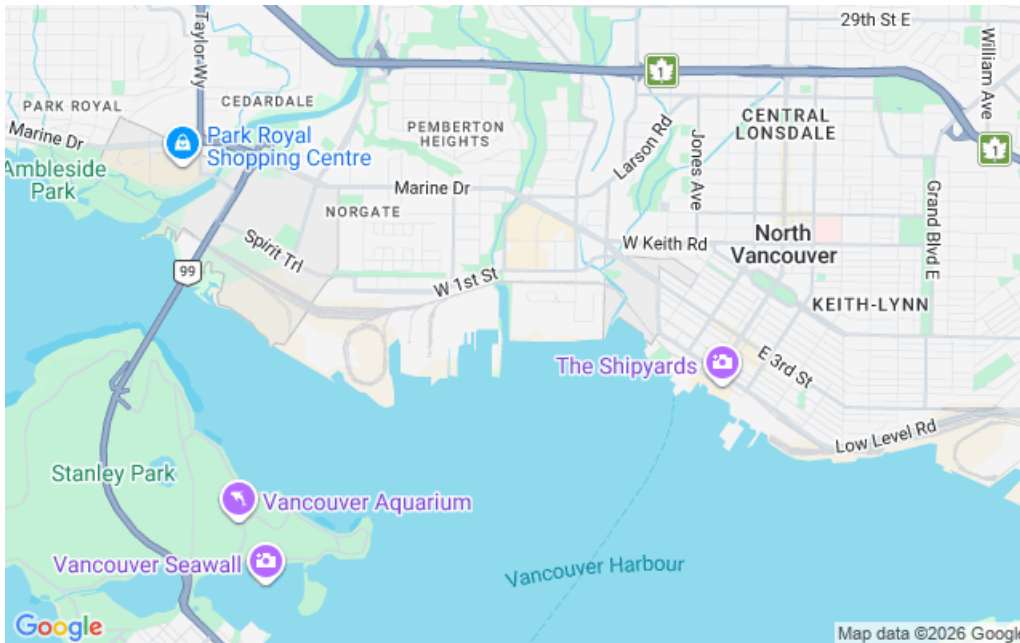 29th St E
Taylor Wy
William Ave
1
PARK ROYAL
CEDARDALE
CENTRAL
LONSDALE
PEMBERTON
HEIGHTS
Marine Dr
Park Royal
Shopping Centre
Larson Rd
Jones Ave
1
Ambleside
Park
Marine Dr
NORGATE
Grand Blvd E
Spirit Trl
W Keith Rd
North
Vancouver
99
W 1st St
KEITH-LYNN
The Shipyards
E 3rd St
Low Level Rd
Stanley Park
Vancouver Aquarium
Vancouver Seawall
Vancouver Harbour
Google
Map data ©2026 Google